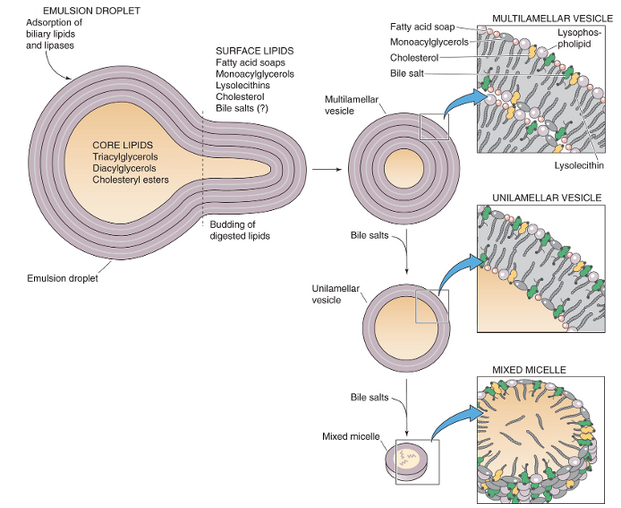 EMULSION DROPLET
Adsorption of
biliary lipids
and lipases
SURFACE LIPIDS
Fatty acid soaps
Monoacylglycerols
Lysolecithins
Cholesterol
Bile salts (?)
CORE LIPIDS
Triacylglycerols
Diacylglycerols
Cholesteryl esters
Budding of
digested lipids
Emulsion droplet
Multilamellar
vesicle
MULTILAMELLAR VESICLE
Fatty acid soap
Monoacylglycerols
Cholesterol
Bile salt
Lysophos-
pholipid
Lysolecithin
Bile salts
UNILAMELLAR VESICLE
Unilamellar
vesicle
Bile salts
MIXED MICELLE
Mixed micelle